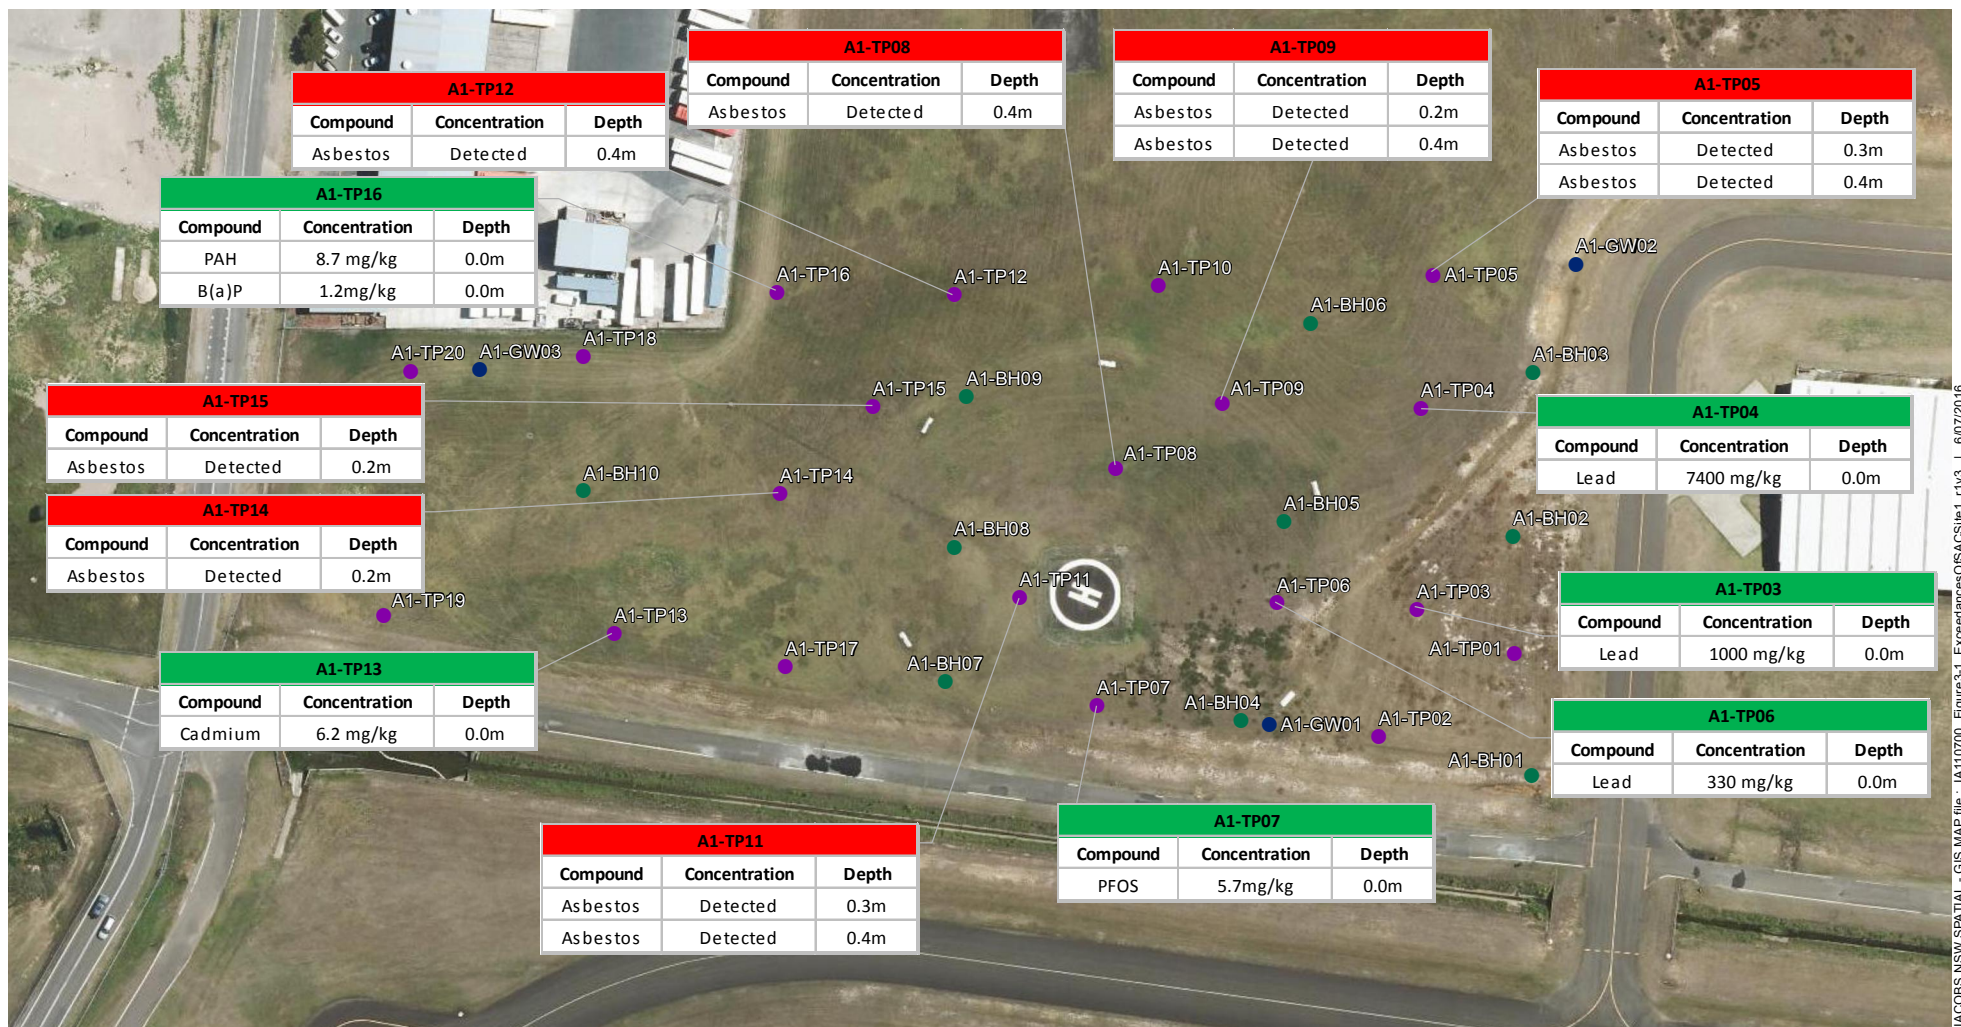 A1-TP08
Compound Concentration Depth
Asbestos Detected 0.4m
A1-TP09
Compound Concentration Depth
Asbestos Detected 0.2m
Asbestos Detected 0.4m
A1-TP12
Compound Concentration Depth
Asbestos Detected 0.4m
A1-TP05
Compound Concentration Depth
Asbestos Detected 0.3m
Asbestos Detected 0.4m
A1-TP16
Compound Concentration Depth
PAH 8.7 mg/kg 0.0m
B(a)P 1.2mg/kg 0.0m
A1-GW02
A1-TP16
A1-TP12
A1-TP10
A1-TP05
A1-BH06
A1-TP20
A1-GW03
A1-TP18
A1-BH03
A1-TP15
A1-BH09
A1-TP09
A1-TP04
A1-TP15
Compound Concentration Depth
Asbestos Detected 0.2m
A1-TP04
Compound Concentration Depth
Lead 7400 mg/kg 0.0m
A1-BH10
A1-TP14
A1-TP08
A1-BH05
A1-BH02
A1-TP14
Compound Concentration Depth
Asbestos Detected 0.2m
A1-BH08
A1-TP11
H
A1-TP06
A1-TP03
A1-TP03
Compound Concentration Depth
Lead 1000 mg/kg 0.0m
A1-TP19
A1-TP13
A1-TP17
A1-BH07
A1-TP01
A1-TP13
Compound Concentration Depth
Cadmium 6.2 mg/kg 0.0m
A1-TP07
A1-BH04
A1-GW01
A1-TP02
A1-BH01
A1-TP06
Compound Concentration Depth
Lead 330 mg/kg 0.0m
A1-TP11
Compound Concentration Depth
Asbestos Detected 0.3m
Asbestos Detected 0.4m
A1-TP07
Compound Concentration Depth
PFOS 5.7mg/kg 0.0m
JACOBS NSW SPATIAL - GIS MAP file : IA110700_Figure3-1_ExceedancesOfSACSite1_r1v3 | 6/07/2016